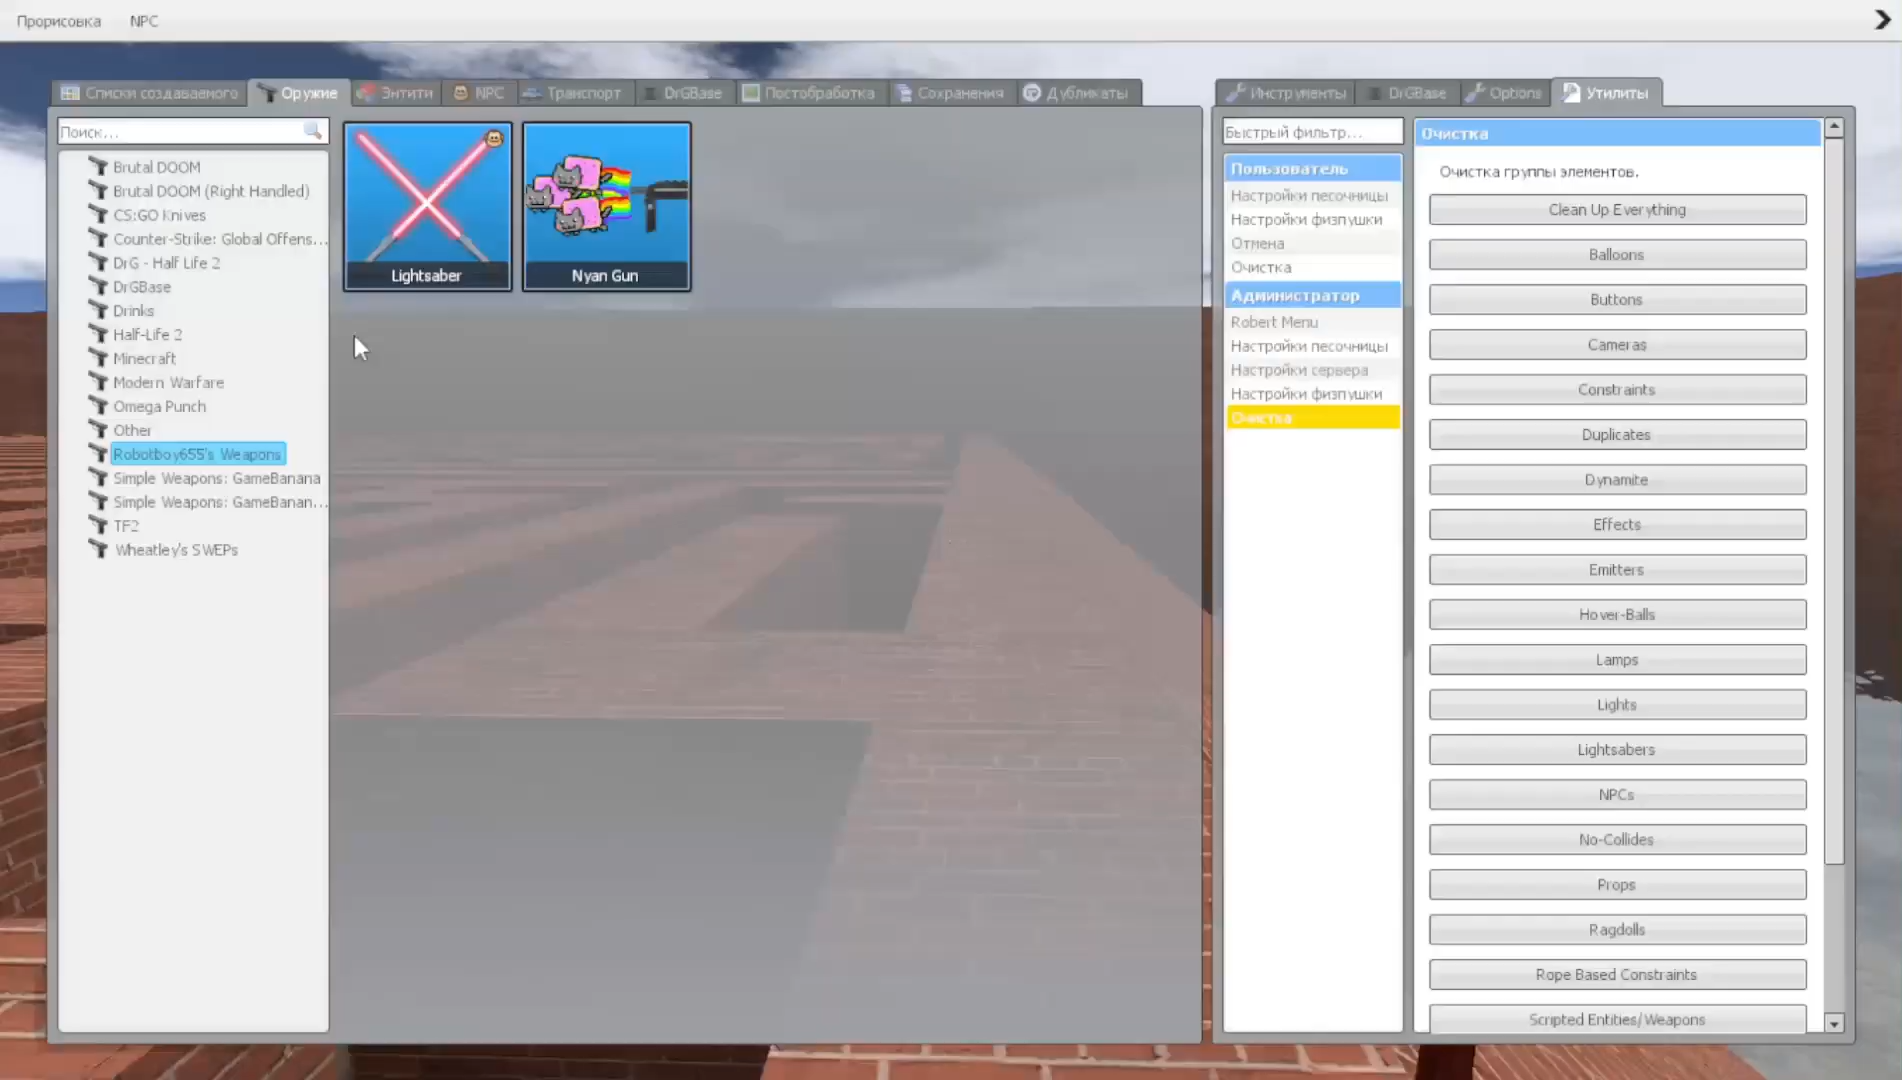 Прорисовка NPC
Списки создаваемого Оружие Энтити NPC Транспорт DrGBase Постобработка Сохранения Дубликаты
Инструменты DrGBase Options Утилиты
Поиск...
Brutal DOOM
Brutal DOOM (Right Handled)
CS:GO Knives
Counter-Strike: Global Offens...
DrG - Half Life 2
DrGBase
Drinks
Half-Life 2
Minecraft
Modern Warfare
Omega Punch
Other
Robotboy655's Weapons
Simple Weapons: GameBanana
Simple Weapons: GameBanan...
TF2
Wheatley's SWEPs
Lightsaber
Nyan Gun
Быстрый фильтр...
Пользователь
Настройки песочницы
Настройки физпушки
Отмена
Очистка
Администратор
Robert Menu
Настройки песочницы
Настройки сервера
Настройки физпушки
Очистка
Очистка
Очистка группы элементов.
Clean Up Everything
Balloons
Buttons
Cameras
Constraints
Duplicates
Dynamite
Effects
Emitters
Hover-Balls
Lamps
Lights
Lightsabers
NPCs
No-Collides
Props
Ragdolls
Rope Based Constraints
Scripted Entities/Weapons